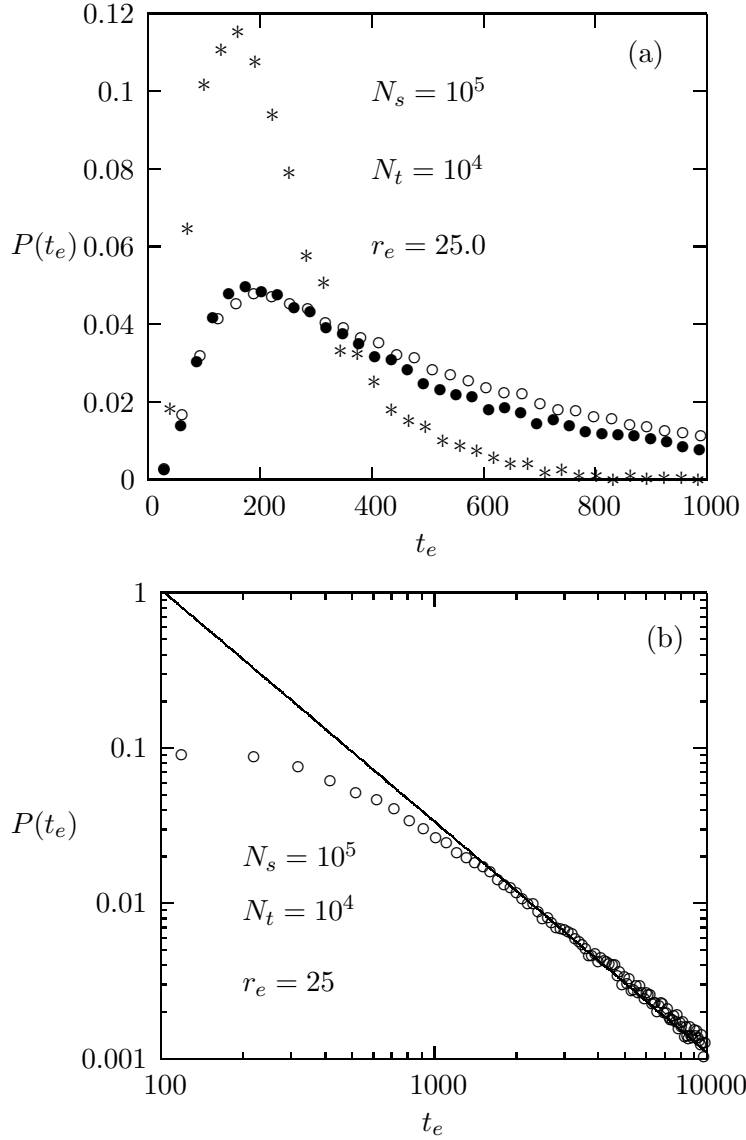 0.12
(a)
N_s = 10^5
0.1
0.08
N_t = 10^4
0.06
P(t_e)
r_e = 25.0
0.04
0.02
0
0 200 400 600 800 1000
t_e
1
(b)
0.1
P(t_e)
N_s = 10^5
N_t = 10^4
0.01
r_e = 25
0.001
100 1000 10000
t_e